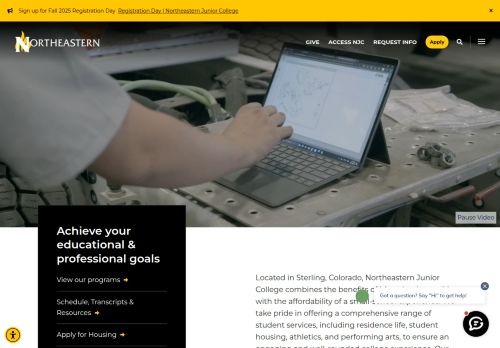 Sign up for Fall 2025 Registration Day Registration Day | Northeastern Junior College
NORTHEASTERN
GIVE ACCESS NJC REQUEST INFO Apply
Pause Video
Achieve your
educational &
professional goals
View our programs
Schedule, Transcripts &
Resources
Apply for Housing
Located in Sterling, Colorado, Northeastern Junior
College combines the benefits
with the affordability of a small-
take pride in offering a comprehensive range of
student services, including residence life, student
housing, athletics, and performing arts, to ensure an
Got a question? Say "Hi" to get help!